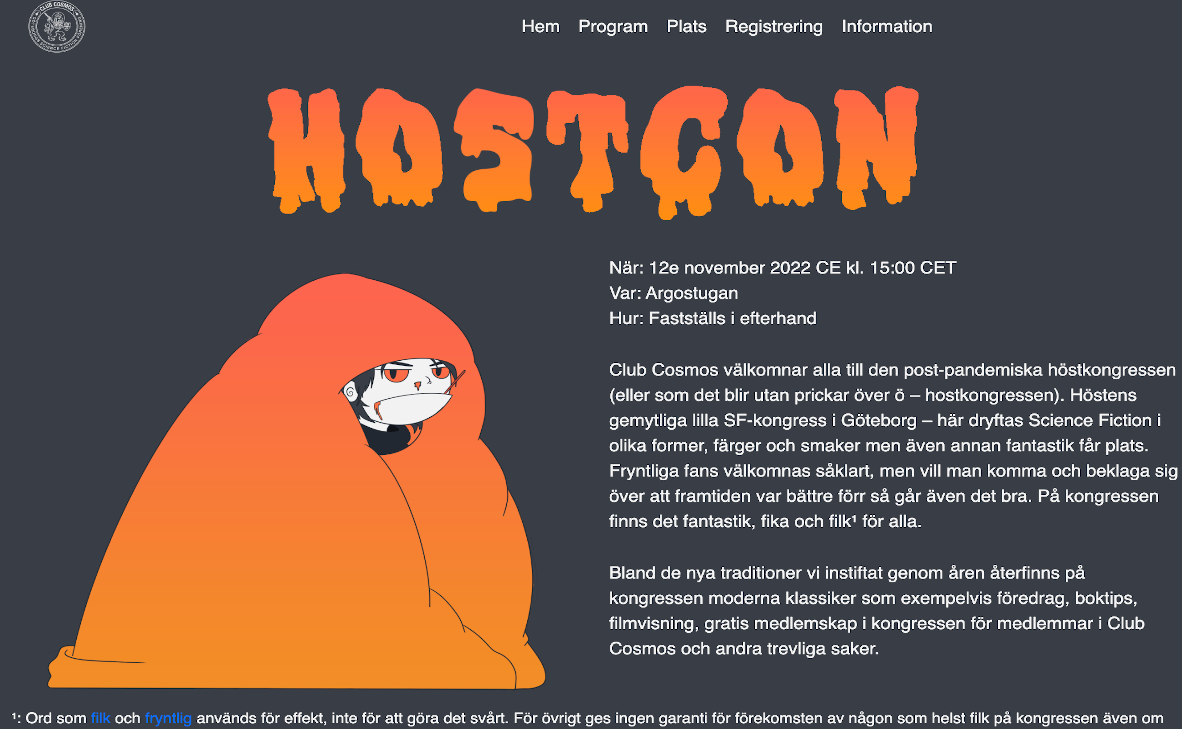 CLUB COSMOS
Hem Program Plats Registrering Information
HOSTCON
När: 12e november 2022 CE kl. 15:00 CET
Var: Argostugan
Hur: Fastställs i efterhand
Club Cosmos välkomnar alla till den post-pandemiska höstkongressen
(eller som det blir utan prickar över ö – hostkongressen). Höstens
gemytliga lilla SF-kongress i Göteborg – här dryftas Science Fiction i
olika former, färger och smaker men även annan fantastik får plats.
Fryntliga fans välkomnas såklart, men vill man komma och beklaga sig
över att framtiden var bättre förr så går även det bra. På kongressen
finns det fantastik, fika och filk¹ för alla.
Bland de nya traditioner vi instiftat genom åren återfinns på
kongressen moderna klassiker som exempelvis föredrag, boktips,
filmvisning, gratis medlemskap i kongressen för medlemmar i Club
Cosmos och andra trevliga saker.
¹: Ord som filk och fryntlig används för effekt, inte för att göra det svårt. För övrigt ges ingen garanti för förekomsten av någon som helst filk på kongressen även om